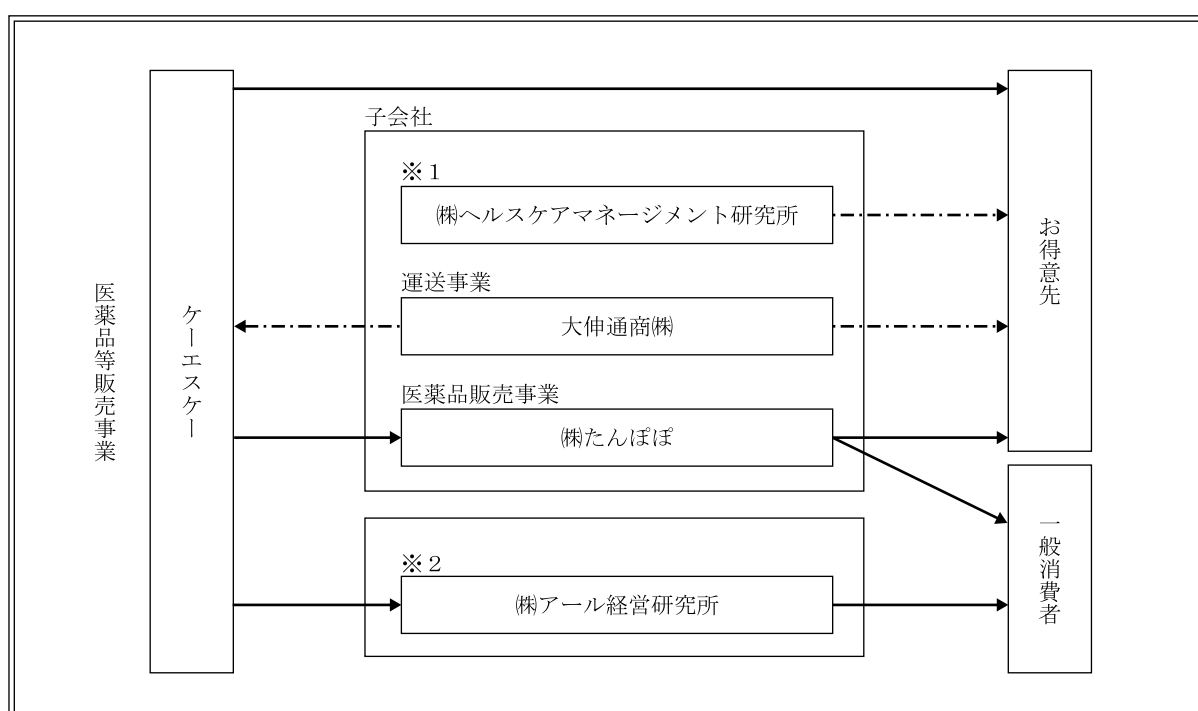 子会社
※1
㈱ヘルスケアマネージメント研究所
運送事業
大伸通商㈱
医薬品販売事業
㈱たんぽぽ
※2
㈱アール経営研究所
医薬品等販売事業
ケーエスケー
お得意先
一般消費者